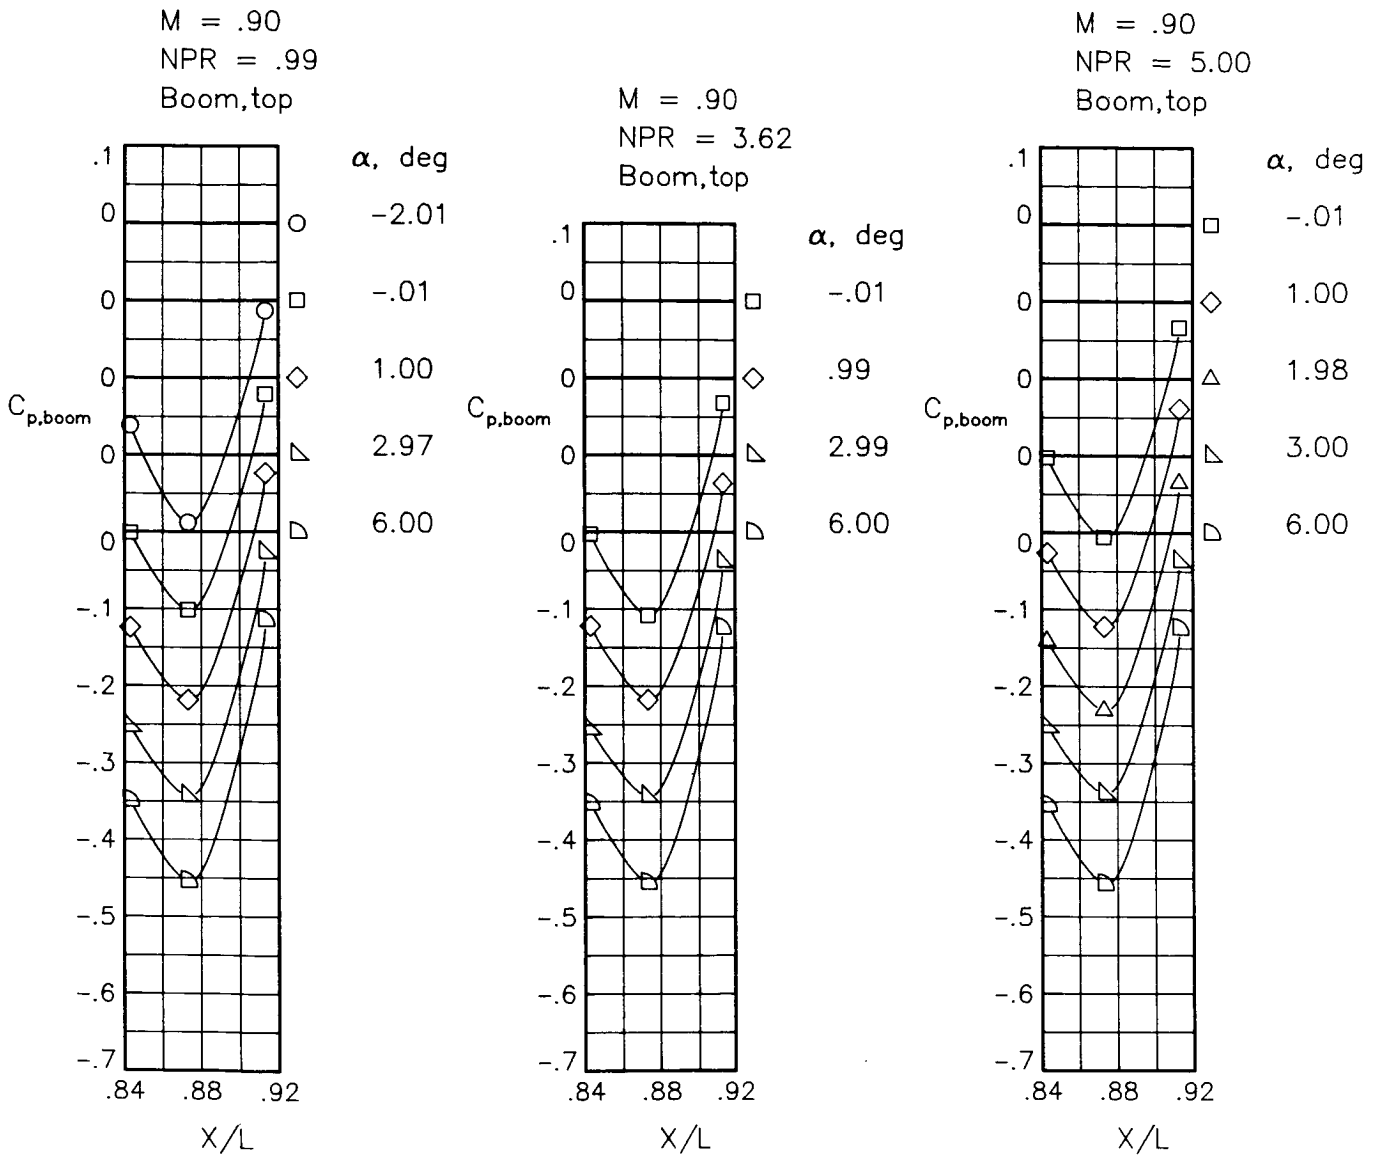 M = .90
NPR = .99
Boom,top
α, deg
.1
0 -2.01
0 -.01
0 1.00
C p,boom
0 2.97
0 6.00
-.1
-.2
-.3
-.4
-.5
-.6
-.7
.84 .88 .92
X/L
M = .90
NPR = 3.62
Boom,top
α, deg
.1
0 -.01
0 .99
C p,boom
0 2.99
0 6.00
-.1
-.2
-.3
-.4
-.5
-.6
-.7
.84 .88 .92
X/L
M = .90
NPR = 5.00
Boom,top
α, deg
.1
0 -.01
0 1.00
0 1.98
C p,boom
0 3.00
0 6.00
-.1
-.2
-.3
-.4
-.5
-.6
-.7
.84 .88 .92
X/L